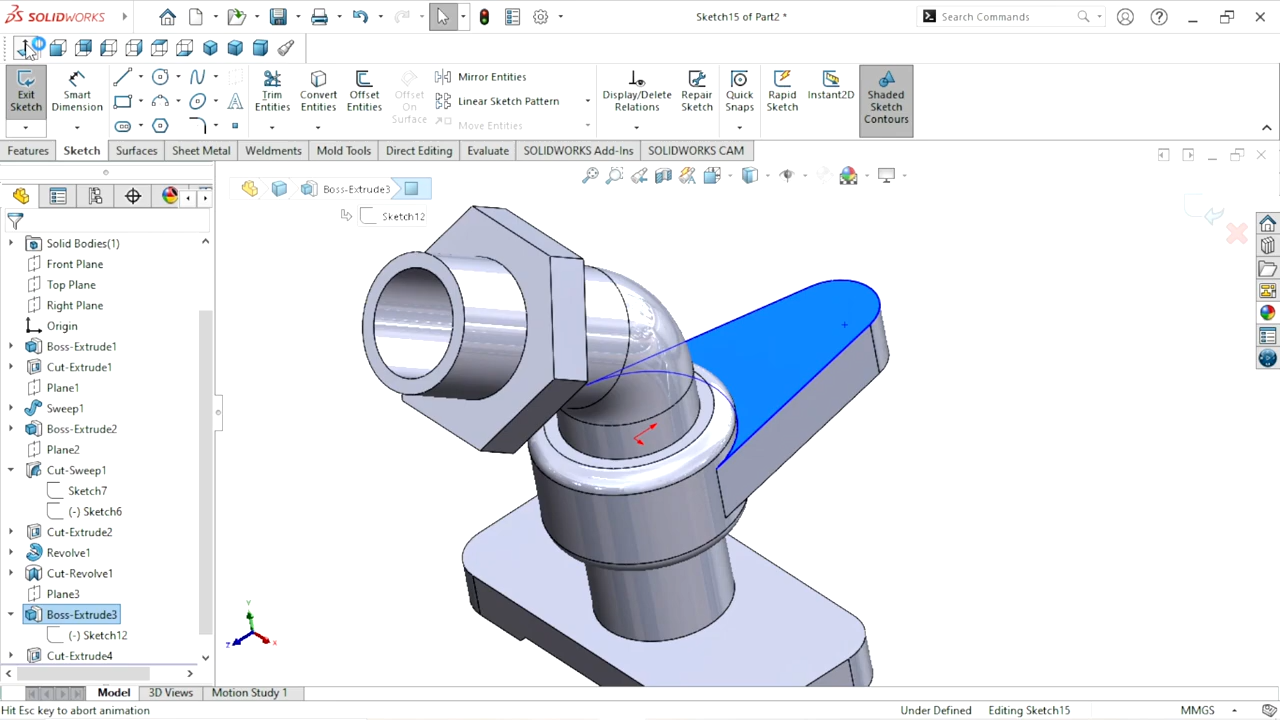 SOLIDWORKS
Sketch15 of Part2 *
Search Commands
Exit Sketch
Smart Dimension
Trim Entities
Convert Entities
Offset Entities
Offset On Surface
Mirror Entities
Linear Sketch Pattern
Move Entities
Display/Delete Relations
Repair Sketch
Quick Snaps
Rapid Sketch
Instant2D
Shaded Sketch Contours
Features
Sketch
Surfaces
Sheet Metal
Weldments
Mold Tools
Direct Editing
Evaluate
SOLIDWORKS Add-Ins
SOLIDWORKS CAM
Boss-Extrude3
Sketch12
Solid Bodies(1)
Front Plane
Top Plane
Right Plane
Origin
Boss-Extrude1
Cut-Extrude1
Plane1
Sweep1
Boss-Extrude2
Plane2
Cut-Sweep1
Sketch7
(-) Sketch6
Cut-Extrude2
Revolve1
Cut-Revolve1
Plane3
Boss-Extrude3
(-) Sketch12
Cut-Extrude4
Y
Z
X
Model
3D Views
Motion Study 1
Hit Esc key to abort animation
Under Defined
Editing Sketch15
MMGS